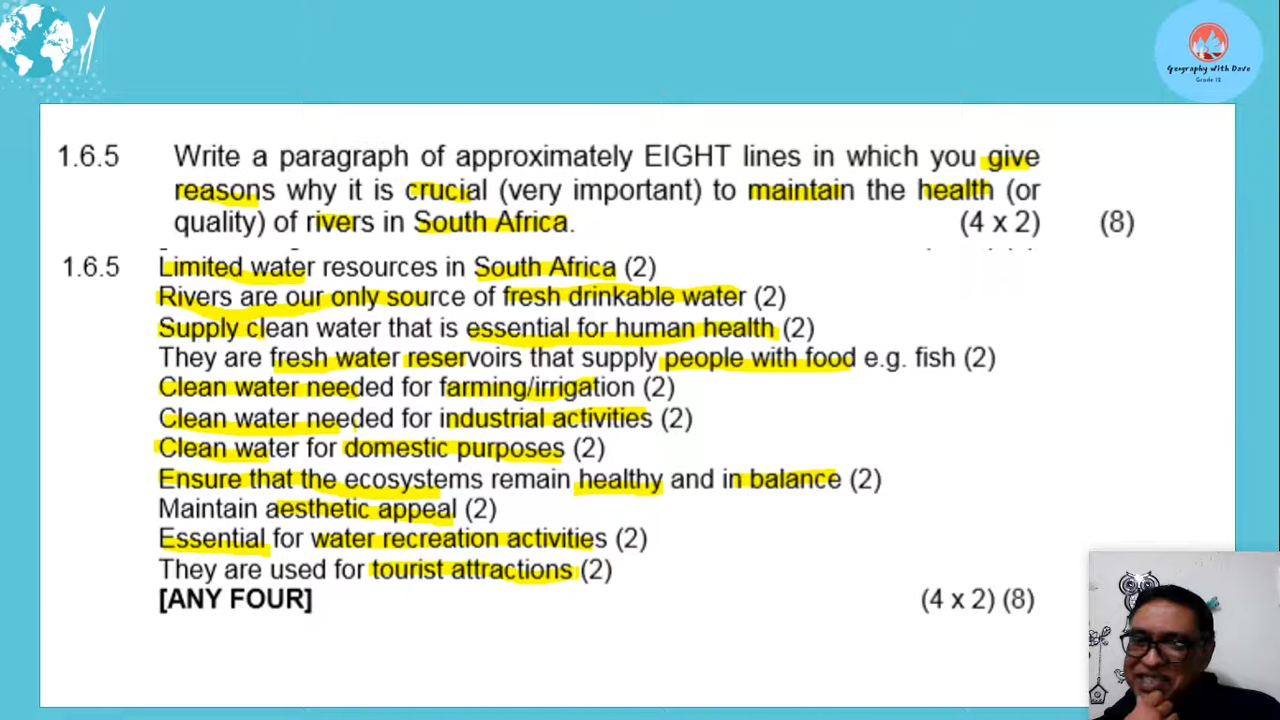 Geography With Dave
Grade 12
1.6.5 Write a paragraph of approximately EIGHT lines in which you give
reasons why it is crucial (very important) to maintain the health (or
quality) of rivers in South Africa. (4 x 2) (8)
1.6.5 Limited water resources in South Africa (2)
Rivers are our only source of fresh drinkable water (2)
Supply clean water that is essential for human health (2)
They are fresh water reservoirs that supply people with food e.g. fish (2)
Clean water needed for farming/irrigation (2)
Clean water needed for industrial activities (2)
Clean water for domestic purposes (2)
Ensure that the ecosystems remain healthy and in balance (2)
Maintain aesthetic appeal (2)
Essential for water recreation activities (2)
They are used for tourist attractions (2)
[ANY FOUR] (4 x 2) (8)